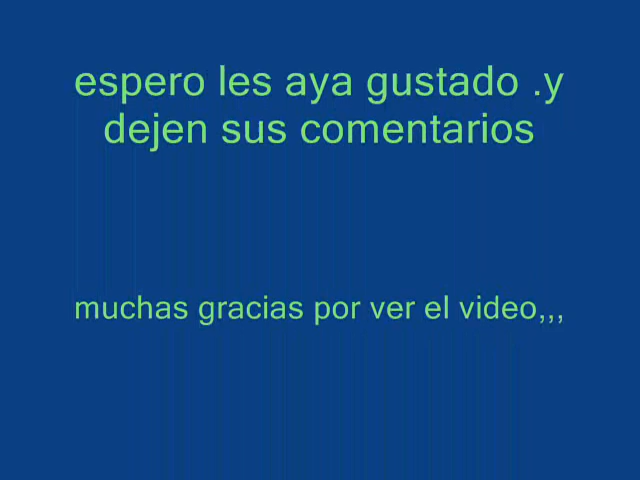 espero les aya gustado .y
dejen sus comentarios
muchas gracias por ver el video,,,